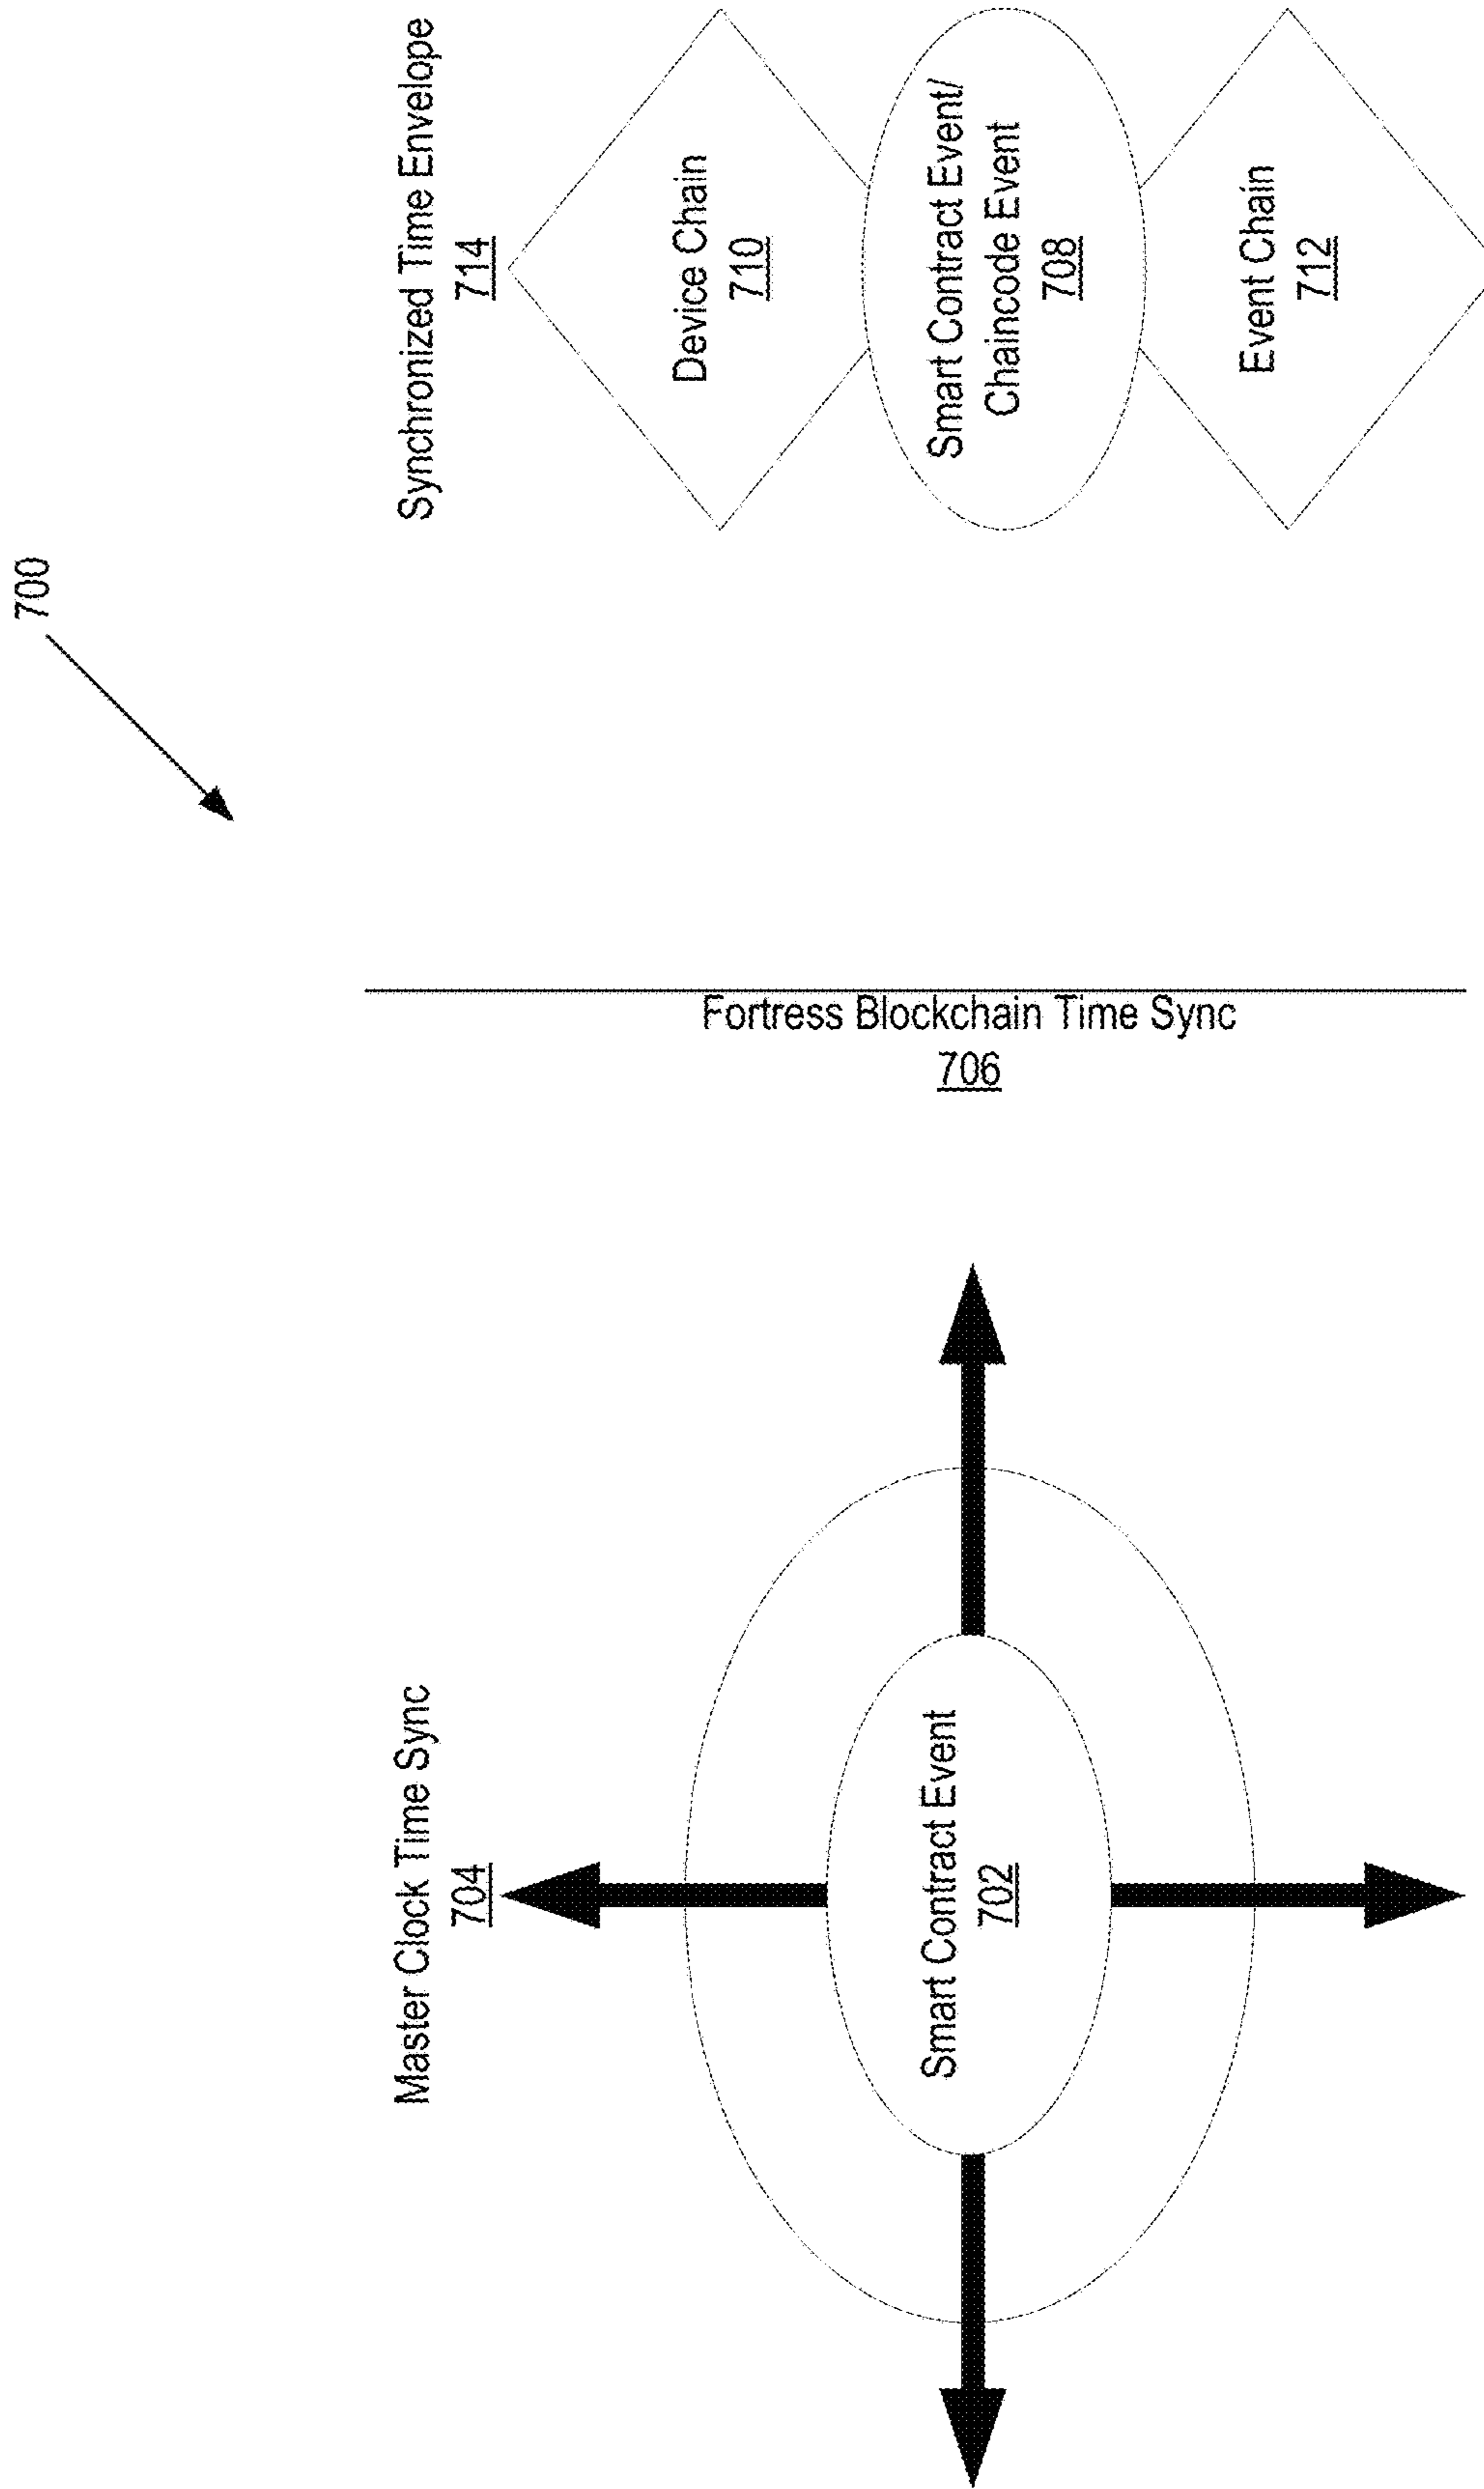 700
Synchronized Time Envelope
714
Device Chain
710
Smart Contract Event/
Chaincode Event
708
Event Chain
712
Fortress Blockchain Time Sync
706
Master Clock Time Sync
704
Smart Contract Event
702